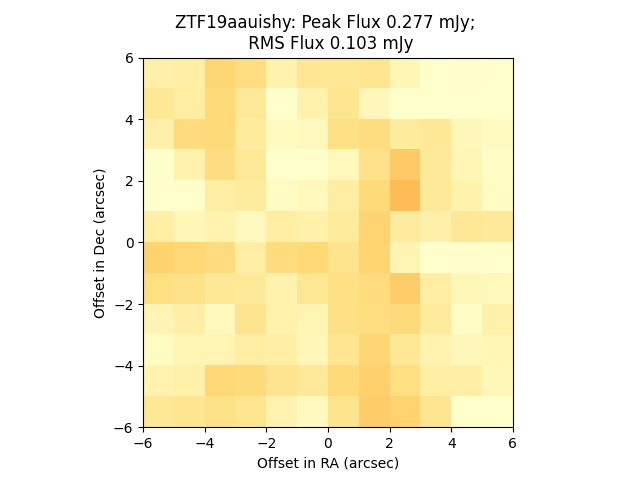 ZTF19aauishy: Peak Flux 0.277 mJy;
RMS Flux 0.103 mJy
6
4
2
0
−2
−4
−6
Offset in Dec (arcsec)
−6 −4 −2 0 2 4 6
Offset in RA (arcsec)